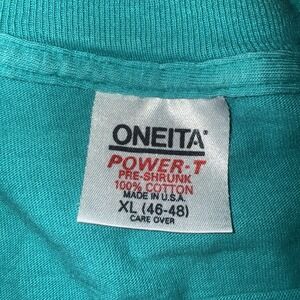 ONEITA®
POWER-T
PRE-SHRUNK
100% COTTON
MADE IN U.S.A.
XL (46-48)
CARE OVER